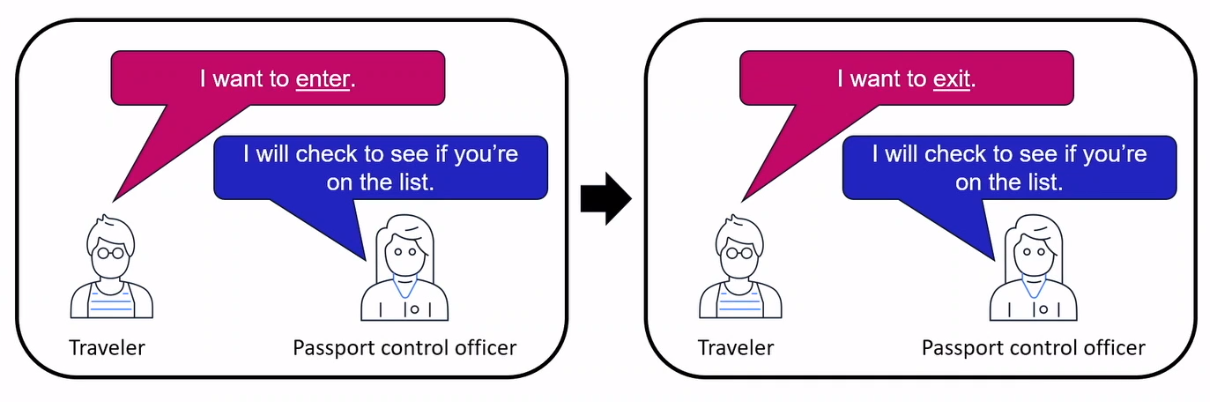 I want to enter.
I will check to see if you're
on the list.
Traveler
Passport control officer
I want to exit.
I will check to see if you're
on the list.
Traveler
Passport control officer